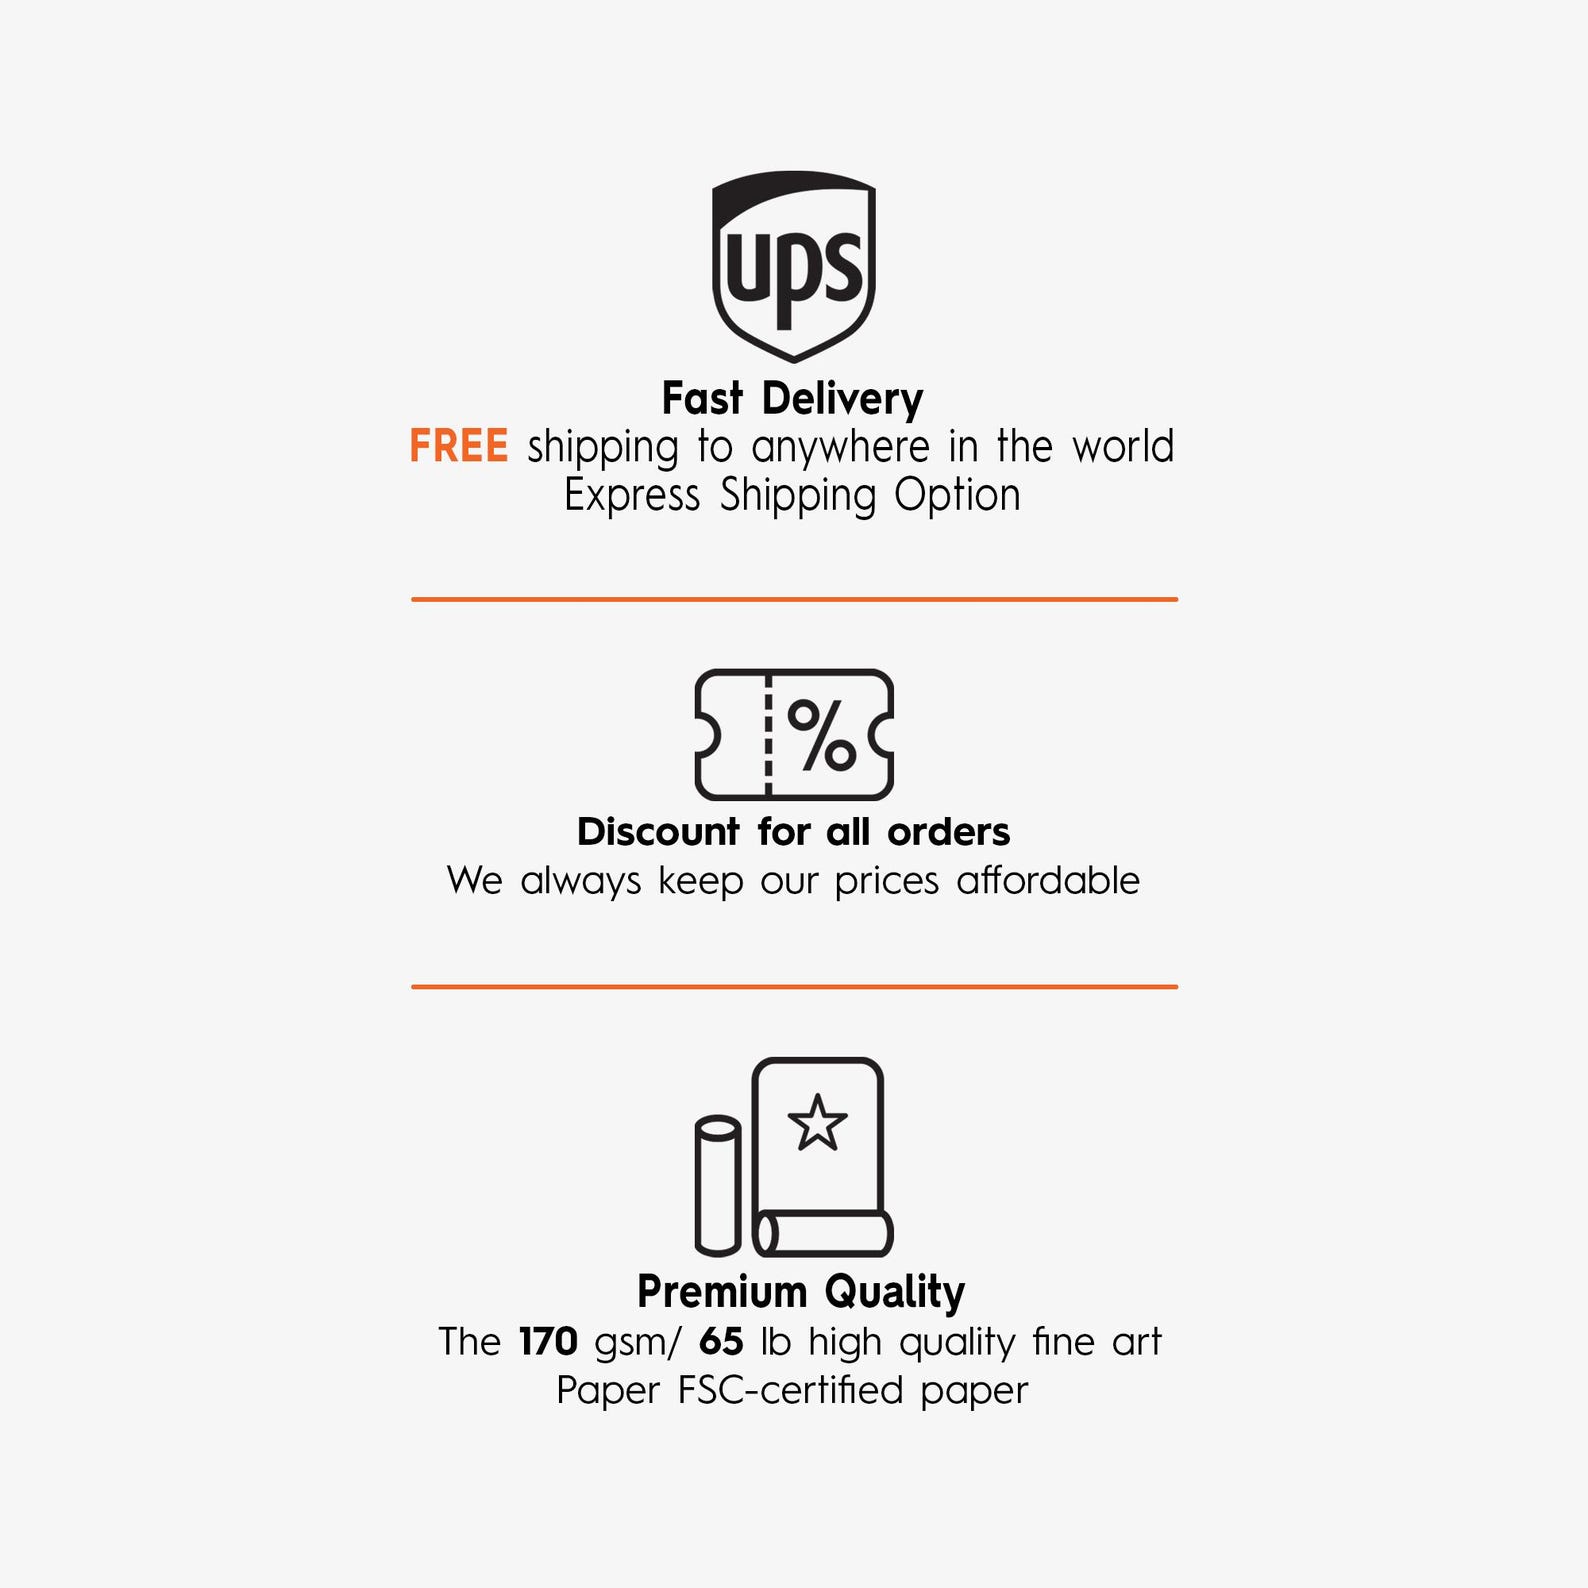 ups
Fast Delivery
FREE shipping to anywhere in the world
Express Shipping Option
%
Discount for all orders
We always keep our prices affordable
Premium Quality
The 170 gsm/ 65 lb high quality fine art
Paper FSC-certified paper